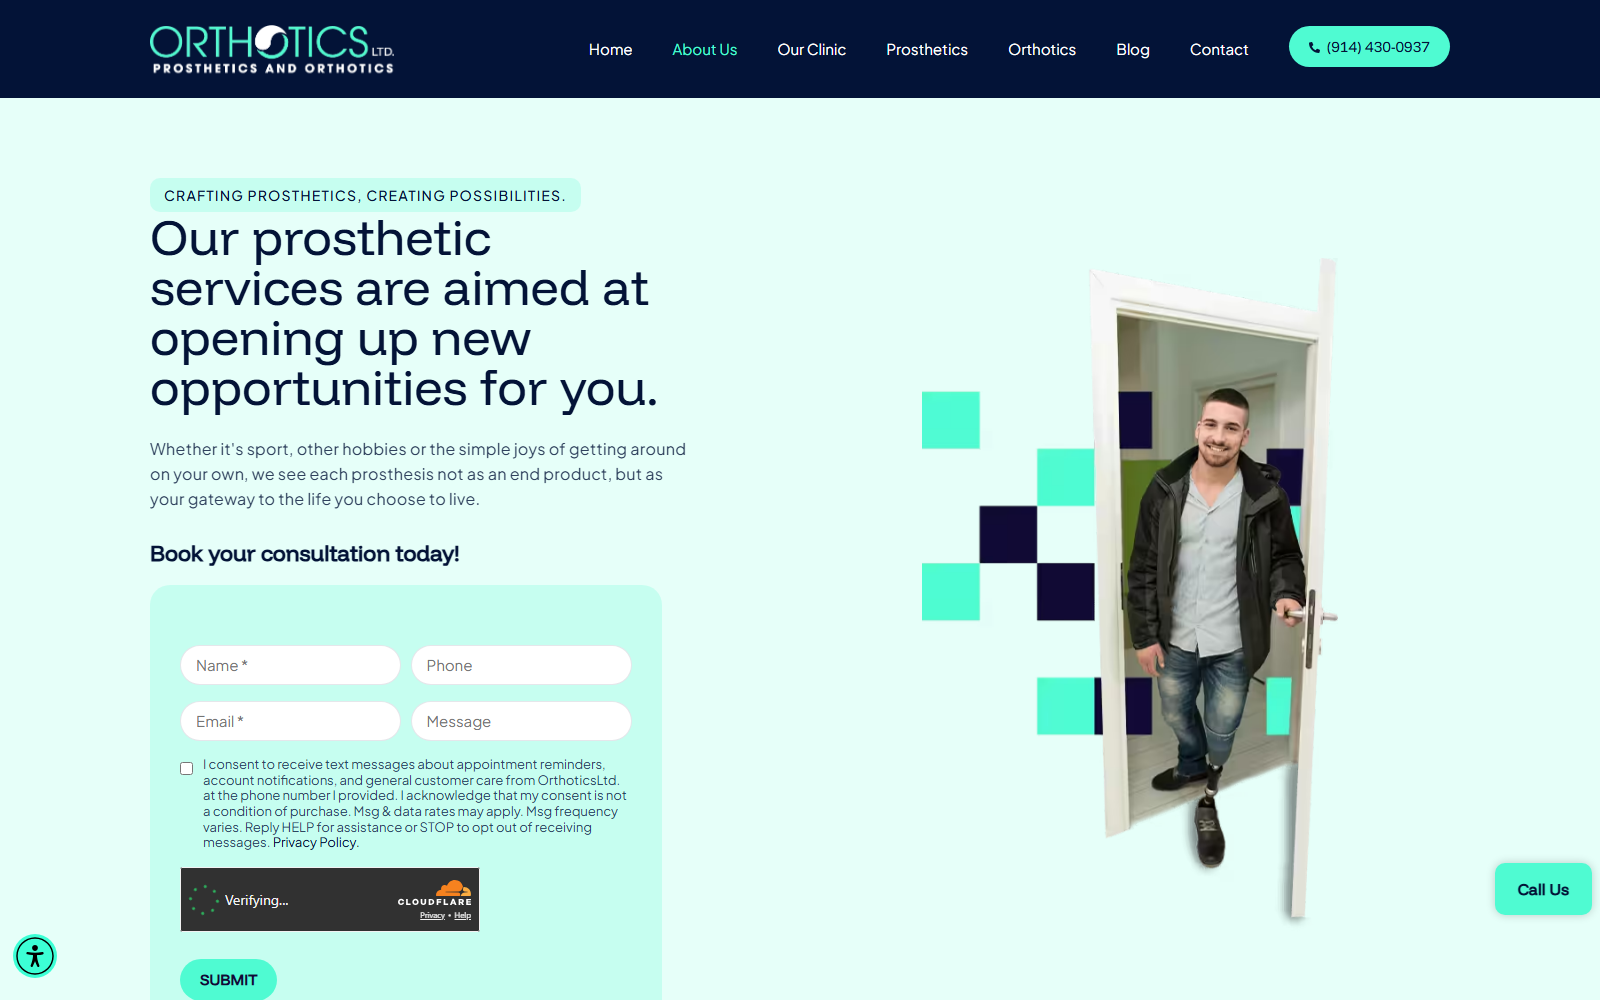 ORTHOTICS LTD.
PROSTHETICS AND ORTHOTICS
Home
About Us
Our Clinic
Prosthetics
Orthotics
Blog
Contact
(914) 430-0937
CRAFTING PROSTHETICS, CREATING POSSIBILITIES.
Our prosthetic
services are aimed at
opening up new
opportunities for you.
Whether it's sport, other hobbies or the simple joys of getting around
on your own, we see each prosthesis not as an end product, but as
your gateway to the life you choose to live.
Book your consultation today!
Name *
Phone
Email *
Message
I consent to receive text messages about appointment reminders,
account notifications, and general customer care from OrthoticsLtd.
at the phone number I provided. I acknowledge that my consent is not
a condition of purchase. Msg & data rates may apply. Msg frequency
varies. Reply HELP for assistance or STOP to opt out of receiving
messages. Privacy Policy.
Verifying...
CLOUDFLARE
Privacy • Help
SUBMIT
Call Us